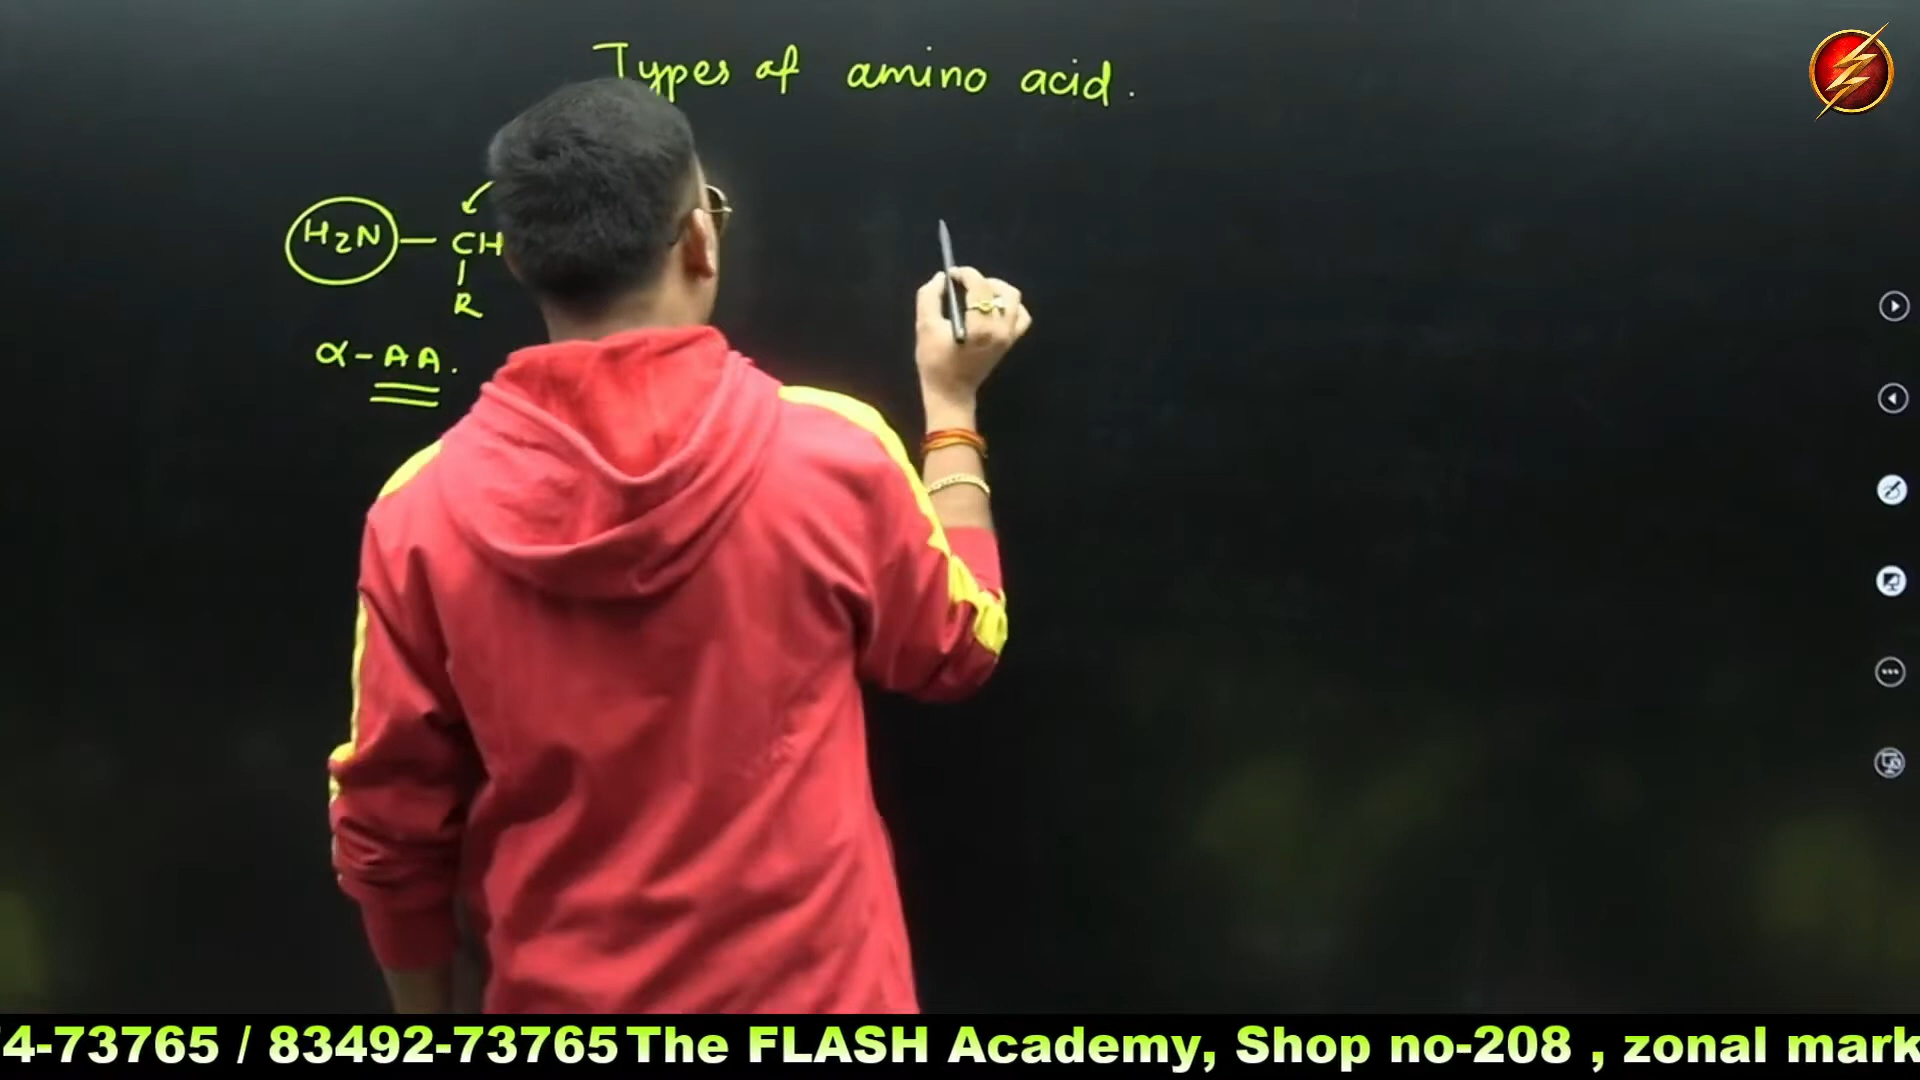 Types of amino acid.
H2N — CH
R
α-AA.
4-73765 / 83492-73765 The FLASH Academy, Shop no-208 , zonal mark